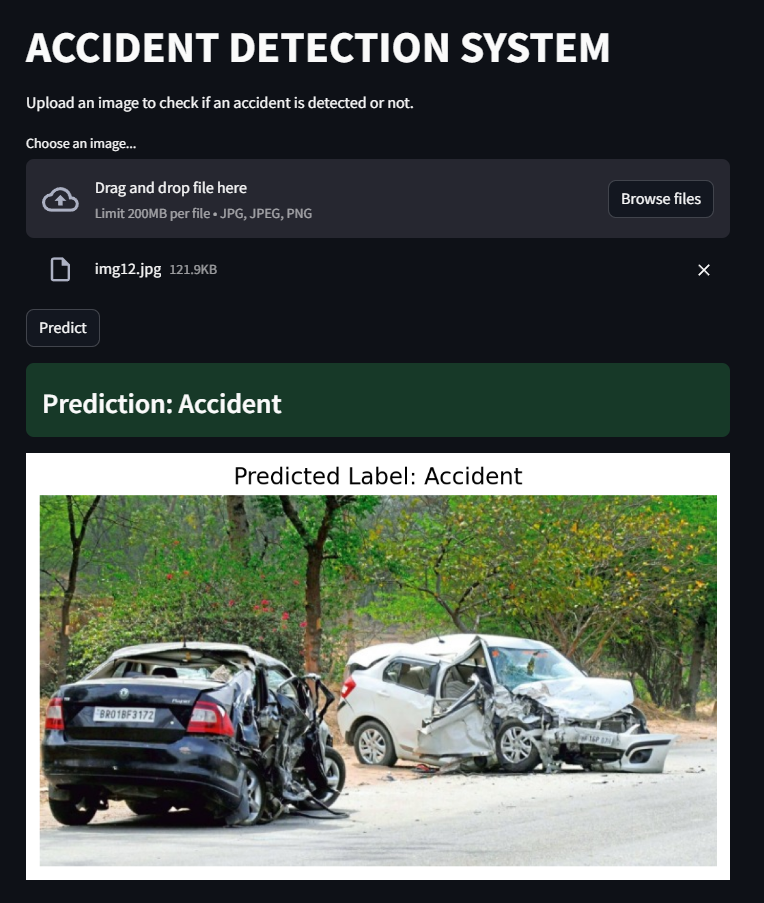 ACCIDENT DETECTION SYSTEM
Upload an image to check if an accident is detected or not.
Choose an image...
Drag and drop file here
Limit 200MB per file • JPG, JPEG, PNG
Browse files
img12.jpg 121.9KB
Predict
Prediction: Accident
Predicted Label: Accident
BR01BF3172